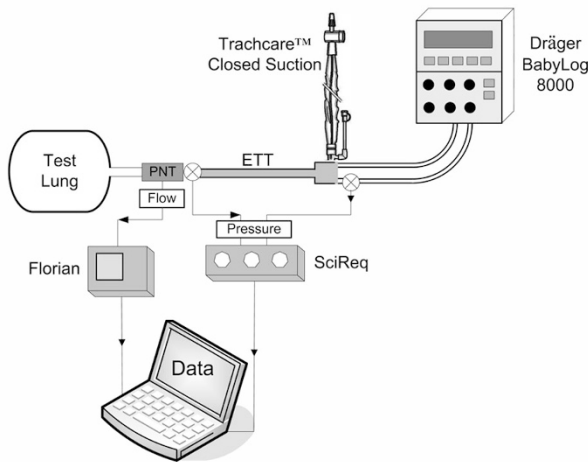 Trachcare™
Closed Suction
Dräger
BabyLog
8000
Test
Lung
PNT
ETT
Flow
Pressure
Florian
SciReq
Data